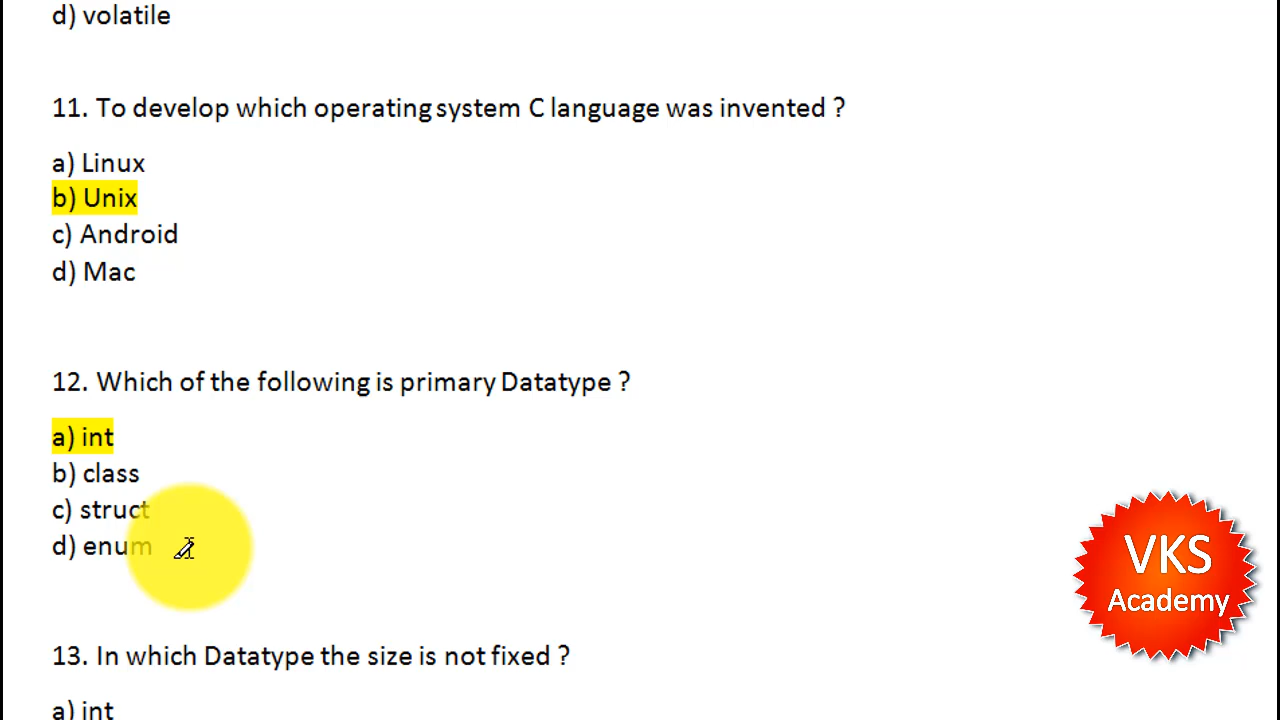 d) volatile
11. To develop which operating system C language was invented ?
a) Linux
b) Unix
c) Android
d) Mac
12. Which of the following is primary Datatype ?
a) int
b) class
c) struct
d) enum
VKS
Academy
13. In which Datatype the size is not fixed ?
a) int